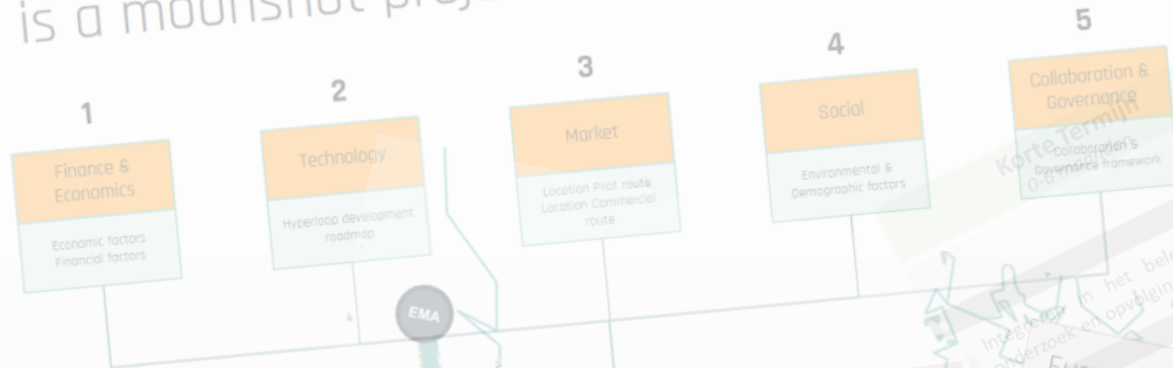 is a moonshot
1
2
3
4
5
Finance &
Economics
Economic factors
Financial factors
Technology
Hyperloop development
roadmap
Market
Location Pilot route
Location Commercial
route
Social
Environmental &
Demographic factors
Collaboration &
Governance
Collaboration &
Governance framework
Korte Termijn
EMA
in het
onderzoek en